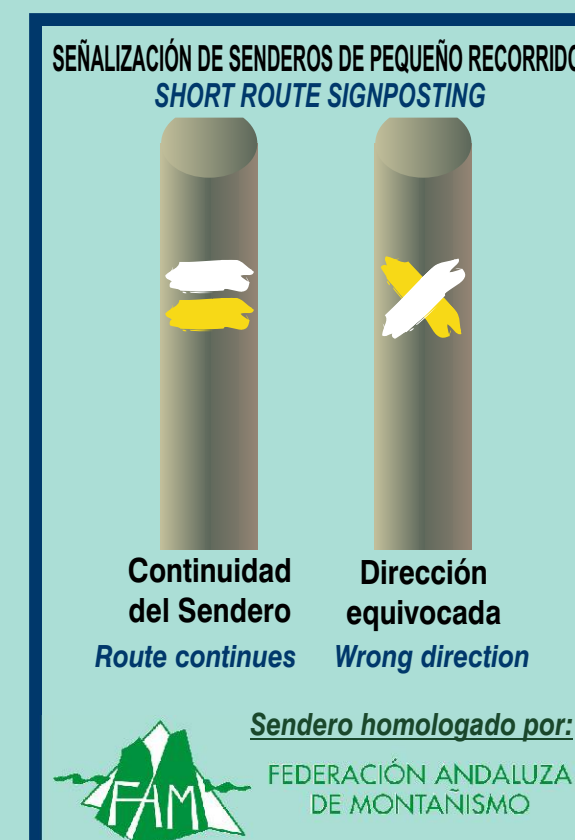 SEÑALIZACIÓN DE SENDEROS DE PEQUEÑO RECORRIDO
SHORT ROUTE SIGNPOSTING
Continuidad
del Sendero
Route continues
Dirección
equivocada
Wrong direction
Sendero homologado por:
FAM
FEDERACIÓN ANDALUZA
DE MONTAÑISMO